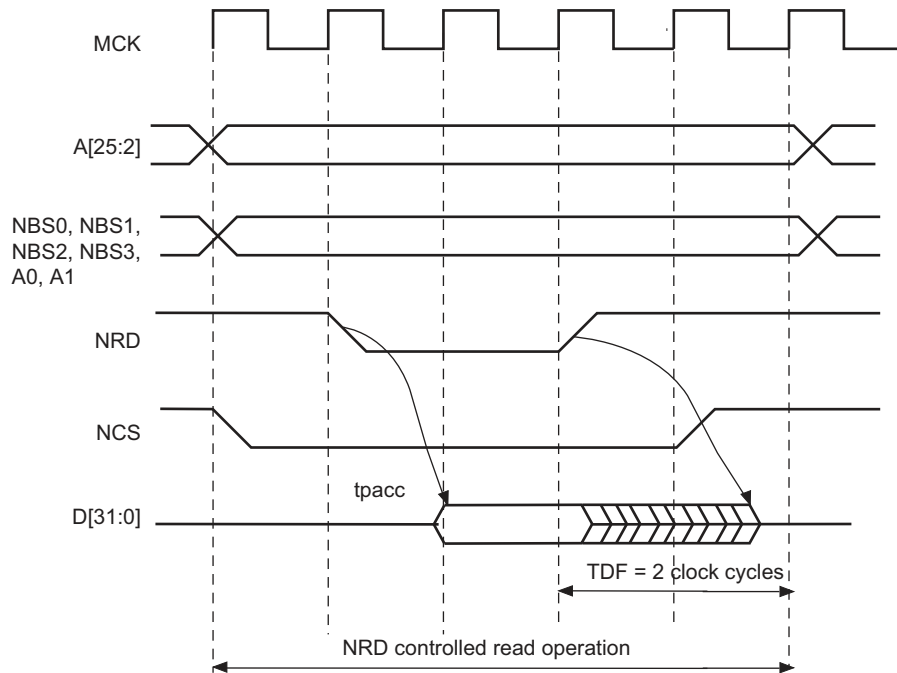 MCK
A[25:2]
NBS0, NBS1,
NBS2, NBS3,
A0, A1
NRD
NCS
tpacc
D[31:0]
TDF = 2 clock cycles
NRD controlled read operation